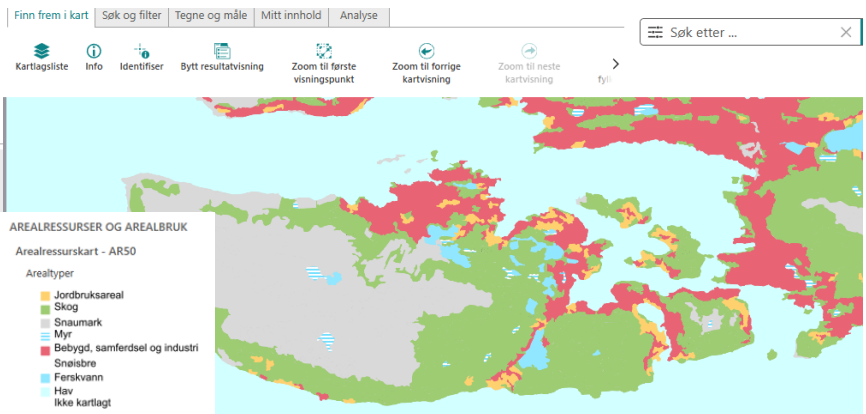 Finn frem i kart
Søk og filter
Tegne og måle
Mitt innhold
Analyse
Søk etter ...
Kartlagsliste
Info
Identifiser
Bytt resultatvisning
Zoom til første
visningspunkt
Zoom til forrige
kartvisning
Zoom til neste
kartvisning
fyl
AREALRESSURSER OG AREALBRUK
Arealressurskart - AR50
Arealtyper
Jordbruksareal
Skog
Snaumark
Myr
Bebygd, samferdsel og industri
Snøisbre
Ferskvann
Hav
Ikke kartlagt